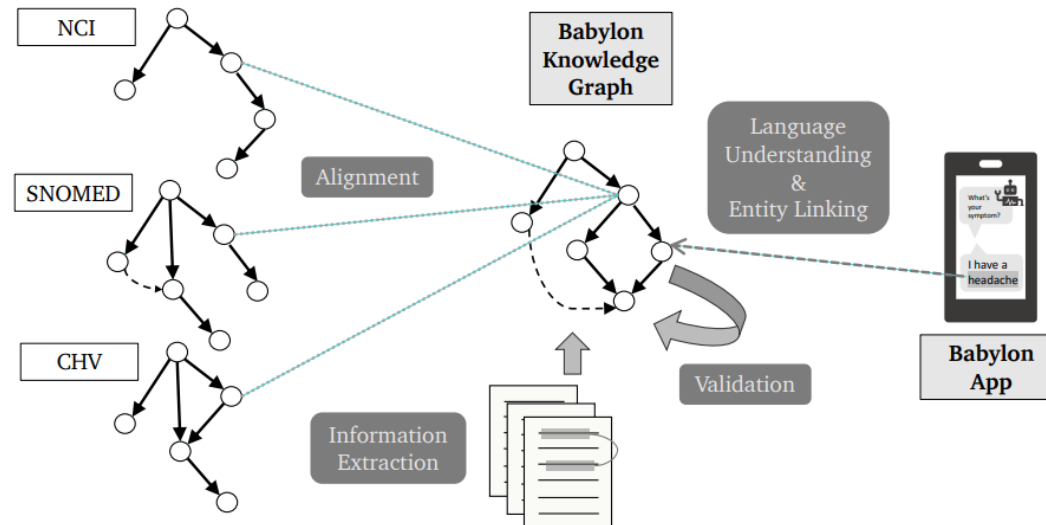 NCI
Babylon
Knowledge
Graph
Language
Understanding
&
Entity Linking
Alignment
SNOMED
What's
your
symptom?
I have a
headache
CHV
Babylon
App
Validation
Information
Extraction